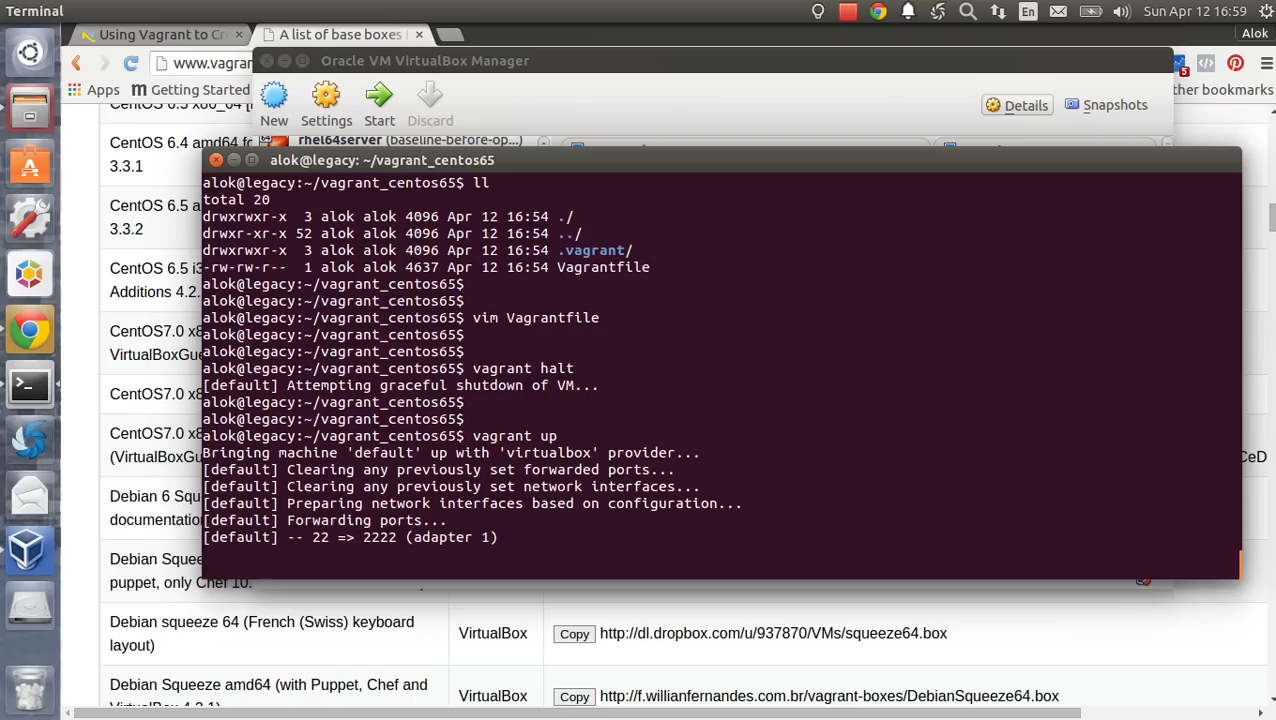 Terminal
En
Sun Apr 12 16:59
Using Vagrant to Cr
A list of base boxes
Alok
www.vagran
Oracle VM VirtualBox Manager
5
Apps
Getting Started
other bookmarks
New
Settings
Start
Discard
Details
Snapshots
rhel64server (baseline-before-op...)
CentOS 6.4 amd64 fo
3.3.1
CentOS 6.5 a
3.3.2
CentOS 6.5 i3
Additions 4.2.
CentOS7.0 x8
VirtualBoxGue
CentOS7.0 x8
CentOS7.0 x8
(VirtualBoxGu
CeD
Debian 6 Squ
documentatio
Debian Squee
puppet, only Chef 10.
alok@legacy: ~/vagrant_centos65
alok@legacy:~/vagrant_centos65$ ll
total 20
drwxrwxr-x  3 alok alok 4096 Apr 12 16:54 ./
drwxr-xr-x 52 alok alok 4096 Apr 12 16:54 ../
drwxrwxr-x  3 alok alok 4096 Apr 12 16:54 .vagrant/
-rw-rw-r--  1 alok alok 4637 Apr 12 16:54 Vagrantfile
alok@legacy:~/vagrant_centos65$
alok@legacy:~/vagrant_centos65$
alok@legacy:~/vagrant_centos65$ vim Vagrantfile
alok@legacy:~/vagrant_centos65$
alok@legacy:~/vagrant_centos65$
alok@legacy:~/vagrant_centos65$ vagrant halt
[default] Attempting graceful shutdown of VM...
alok@legacy:~/vagrant_centos65$
alok@legacy:~/vagrant_centos65$
alok@legacy:~/vagrant_centos65$ vagrant up
Bringing machine 'default' up with 'virtualbox' provider...
[default] Clearing any previously set forwarded ports...
[default] Clearing any previously set network interfaces...
[default] Preparing network interfaces based on configuration...
[default] Forwarding ports...
[default] -- 22 => 2222 (adapter 1)
Debian squeeze 64 (French (Swiss) keyboard
layout)
VirtualBox
Copy http://dl.dropbox.com/u/937870/VMs/squeeze64.box
Debian Squeeze amd64 (with Puppet, Chef and
VirtualBox
Copy http://f.willianfernandes.com.br/vagrant-boxes/DebianSqueeze64.box